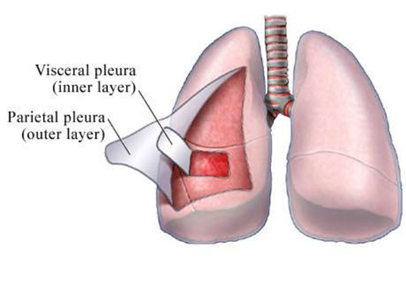 Visceral pleura
(inner layer)
Parietal pleura
(outer layer)